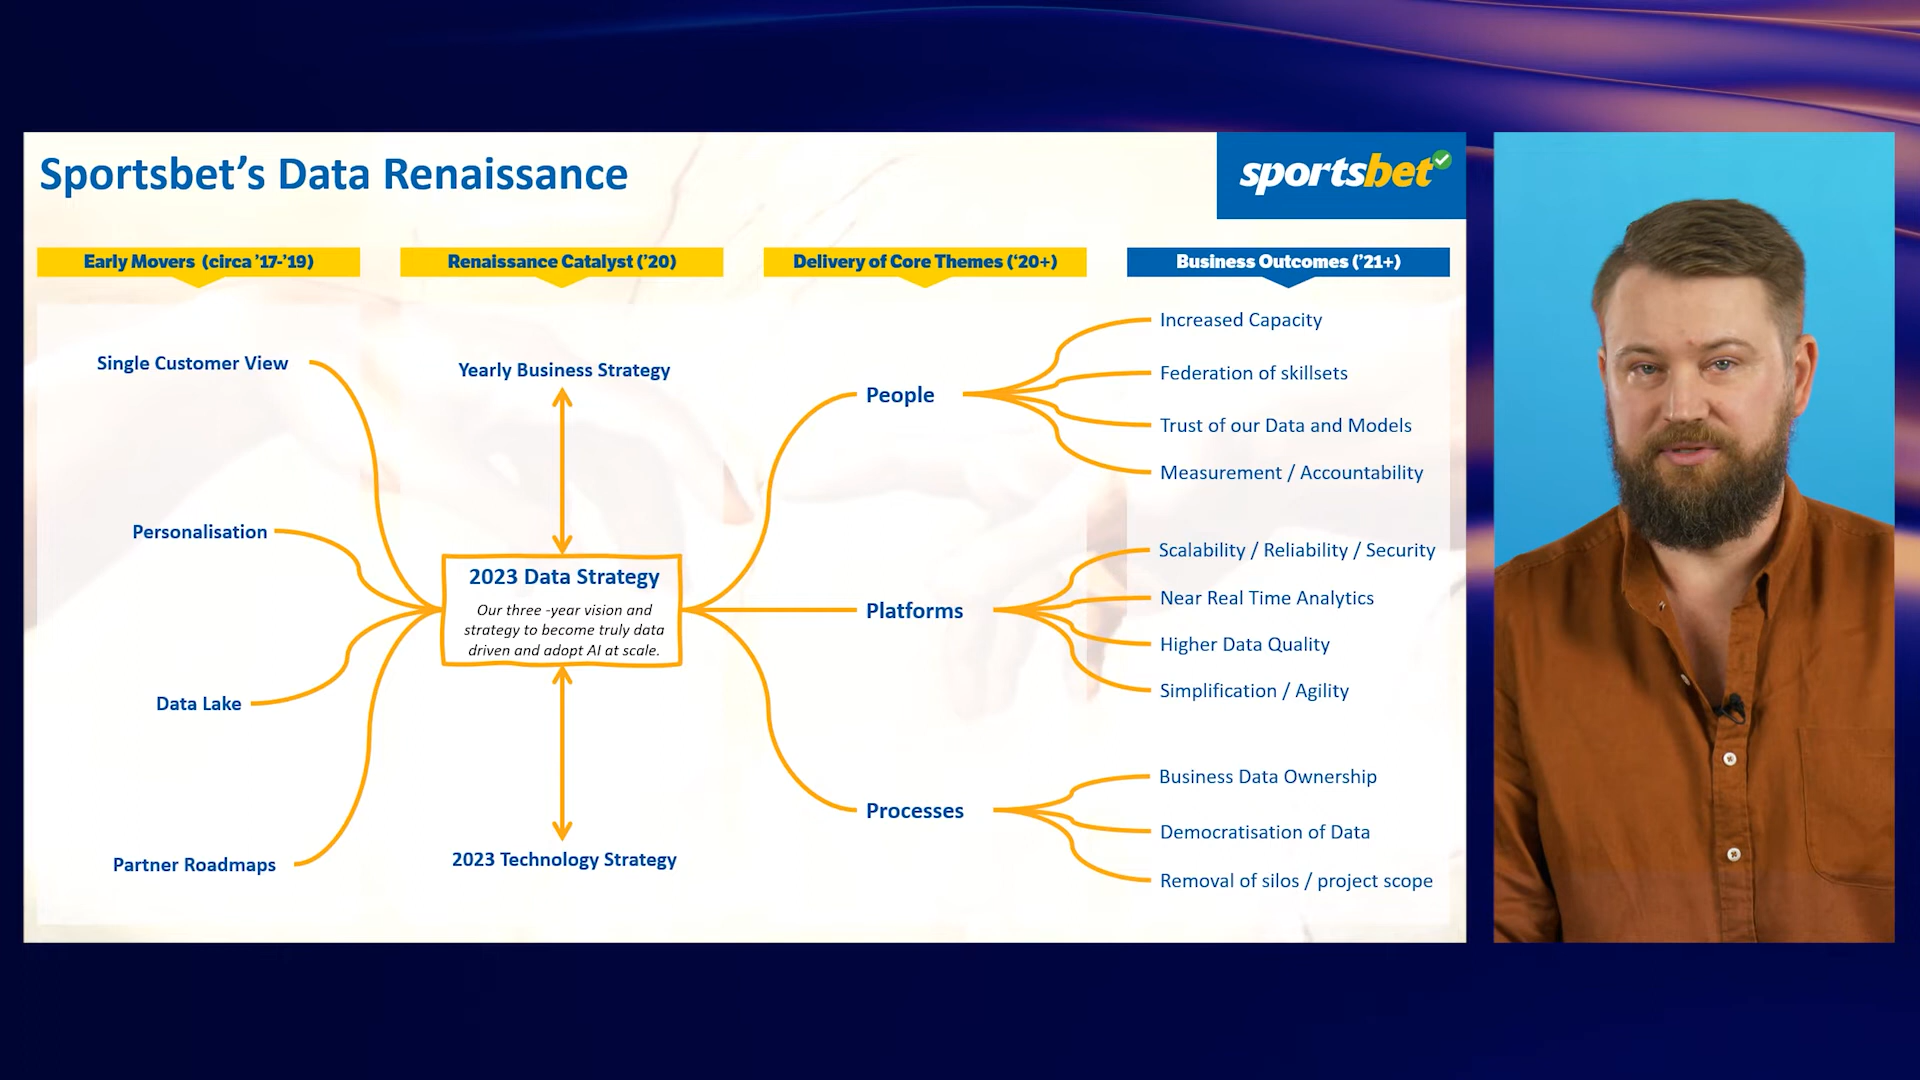 Sportsbet’s Data Renaissance
sportsbet
Early Movers (circa ’17-’19)
Renaissance Catalyst (’20)
Delivery of Core Themes (‘20+)
Business Outcomes (’21+)
Single Customer View
Personalisation
Data Lake
Partner Roadmaps
Yearly Business Strategy
2023 Data Strategy
Our three -year vision and
strategy to become truly data
driven and adopt AI at scale.
2023 Technology Strategy
People
Platforms
Processes
Increased Capacity
Federation of skillsets
Trust of our Data and Models
Measurement / Accountability
Scalability / Reliability / Security
Near Real Time Analytics
Higher Data Quality
Simplification / Agility
Business Data Ownership
Democratisation of Data
Removal of silos / project scope